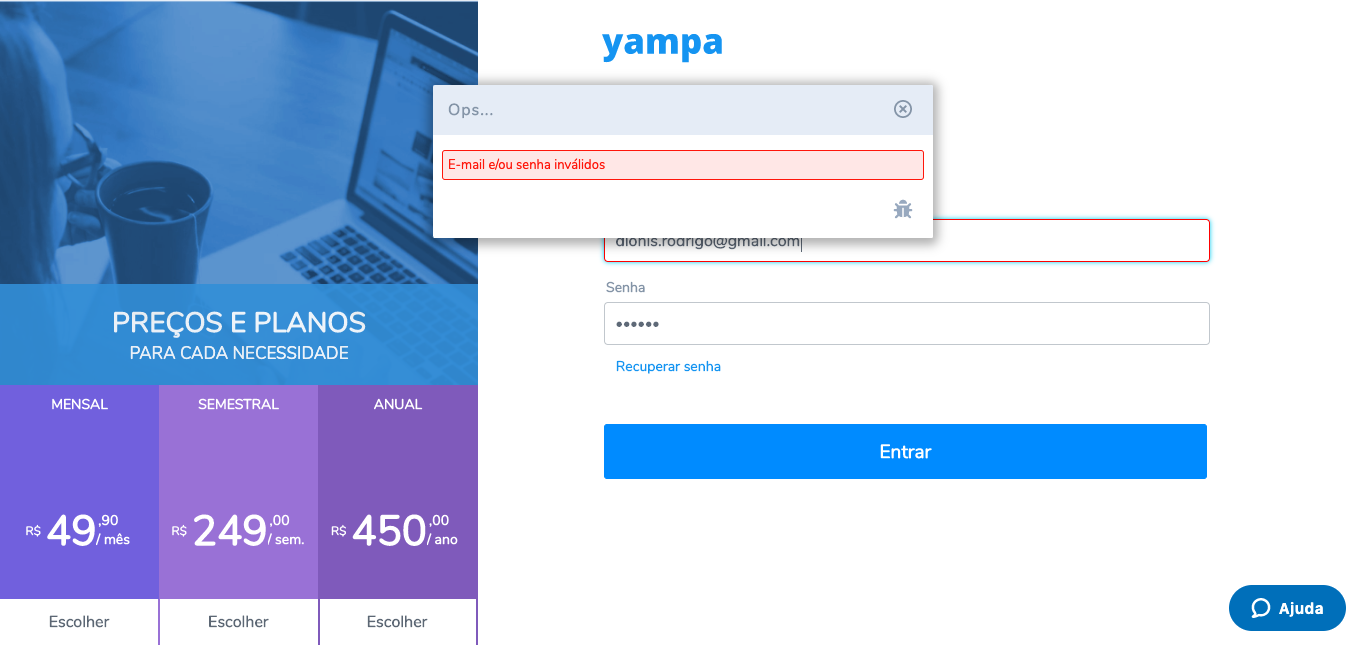 yampa
Ops...
E-mail e/ou senha inválidos
dionis.rodrigo@gmail.com
Senha
••••••
Recuperar senha
Entrar
PREÇOS E PLANOS
PARA CADA NECESSIDADE
MENSAL
R$ 49,90 / mês
Escolher
SEMESTRAL
R$ 249,00 / sem.
Escolher
ANUAL
R$ 450,00 / ano
Escolher
Ajuda